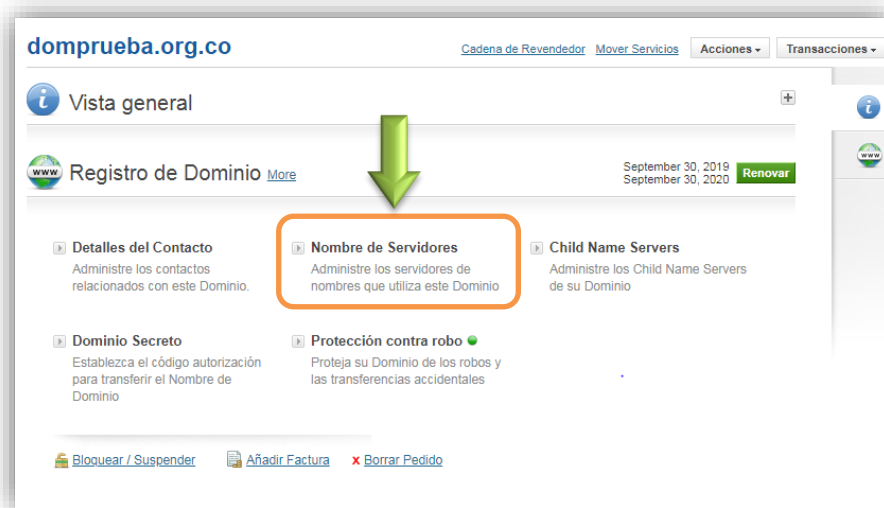 domprueba.org.co
Cadena de Revendedor Mover Servicios Acciones Transacciones
Vista general
www Registro de Dominio More
September 30, 2019
September 30, 2020 Renovar
www
Detalles del Contacto
Administre los contactos
relacionados con este Dominio.
Nombre de Servidores
Administre los servidores de
nombres que utiliza este Dominio
Child Name Servers
Administre los Child Name Servers
de su Dominio
Dominio Secreto
Establezca el código autorización
para transferir el Nombre de
Dominio
Protección contra robo
Proteja su Dominio de los robos y
las transferencias accidentales
Bloquear / Suspender Añadir Factura x Borrar Pedido